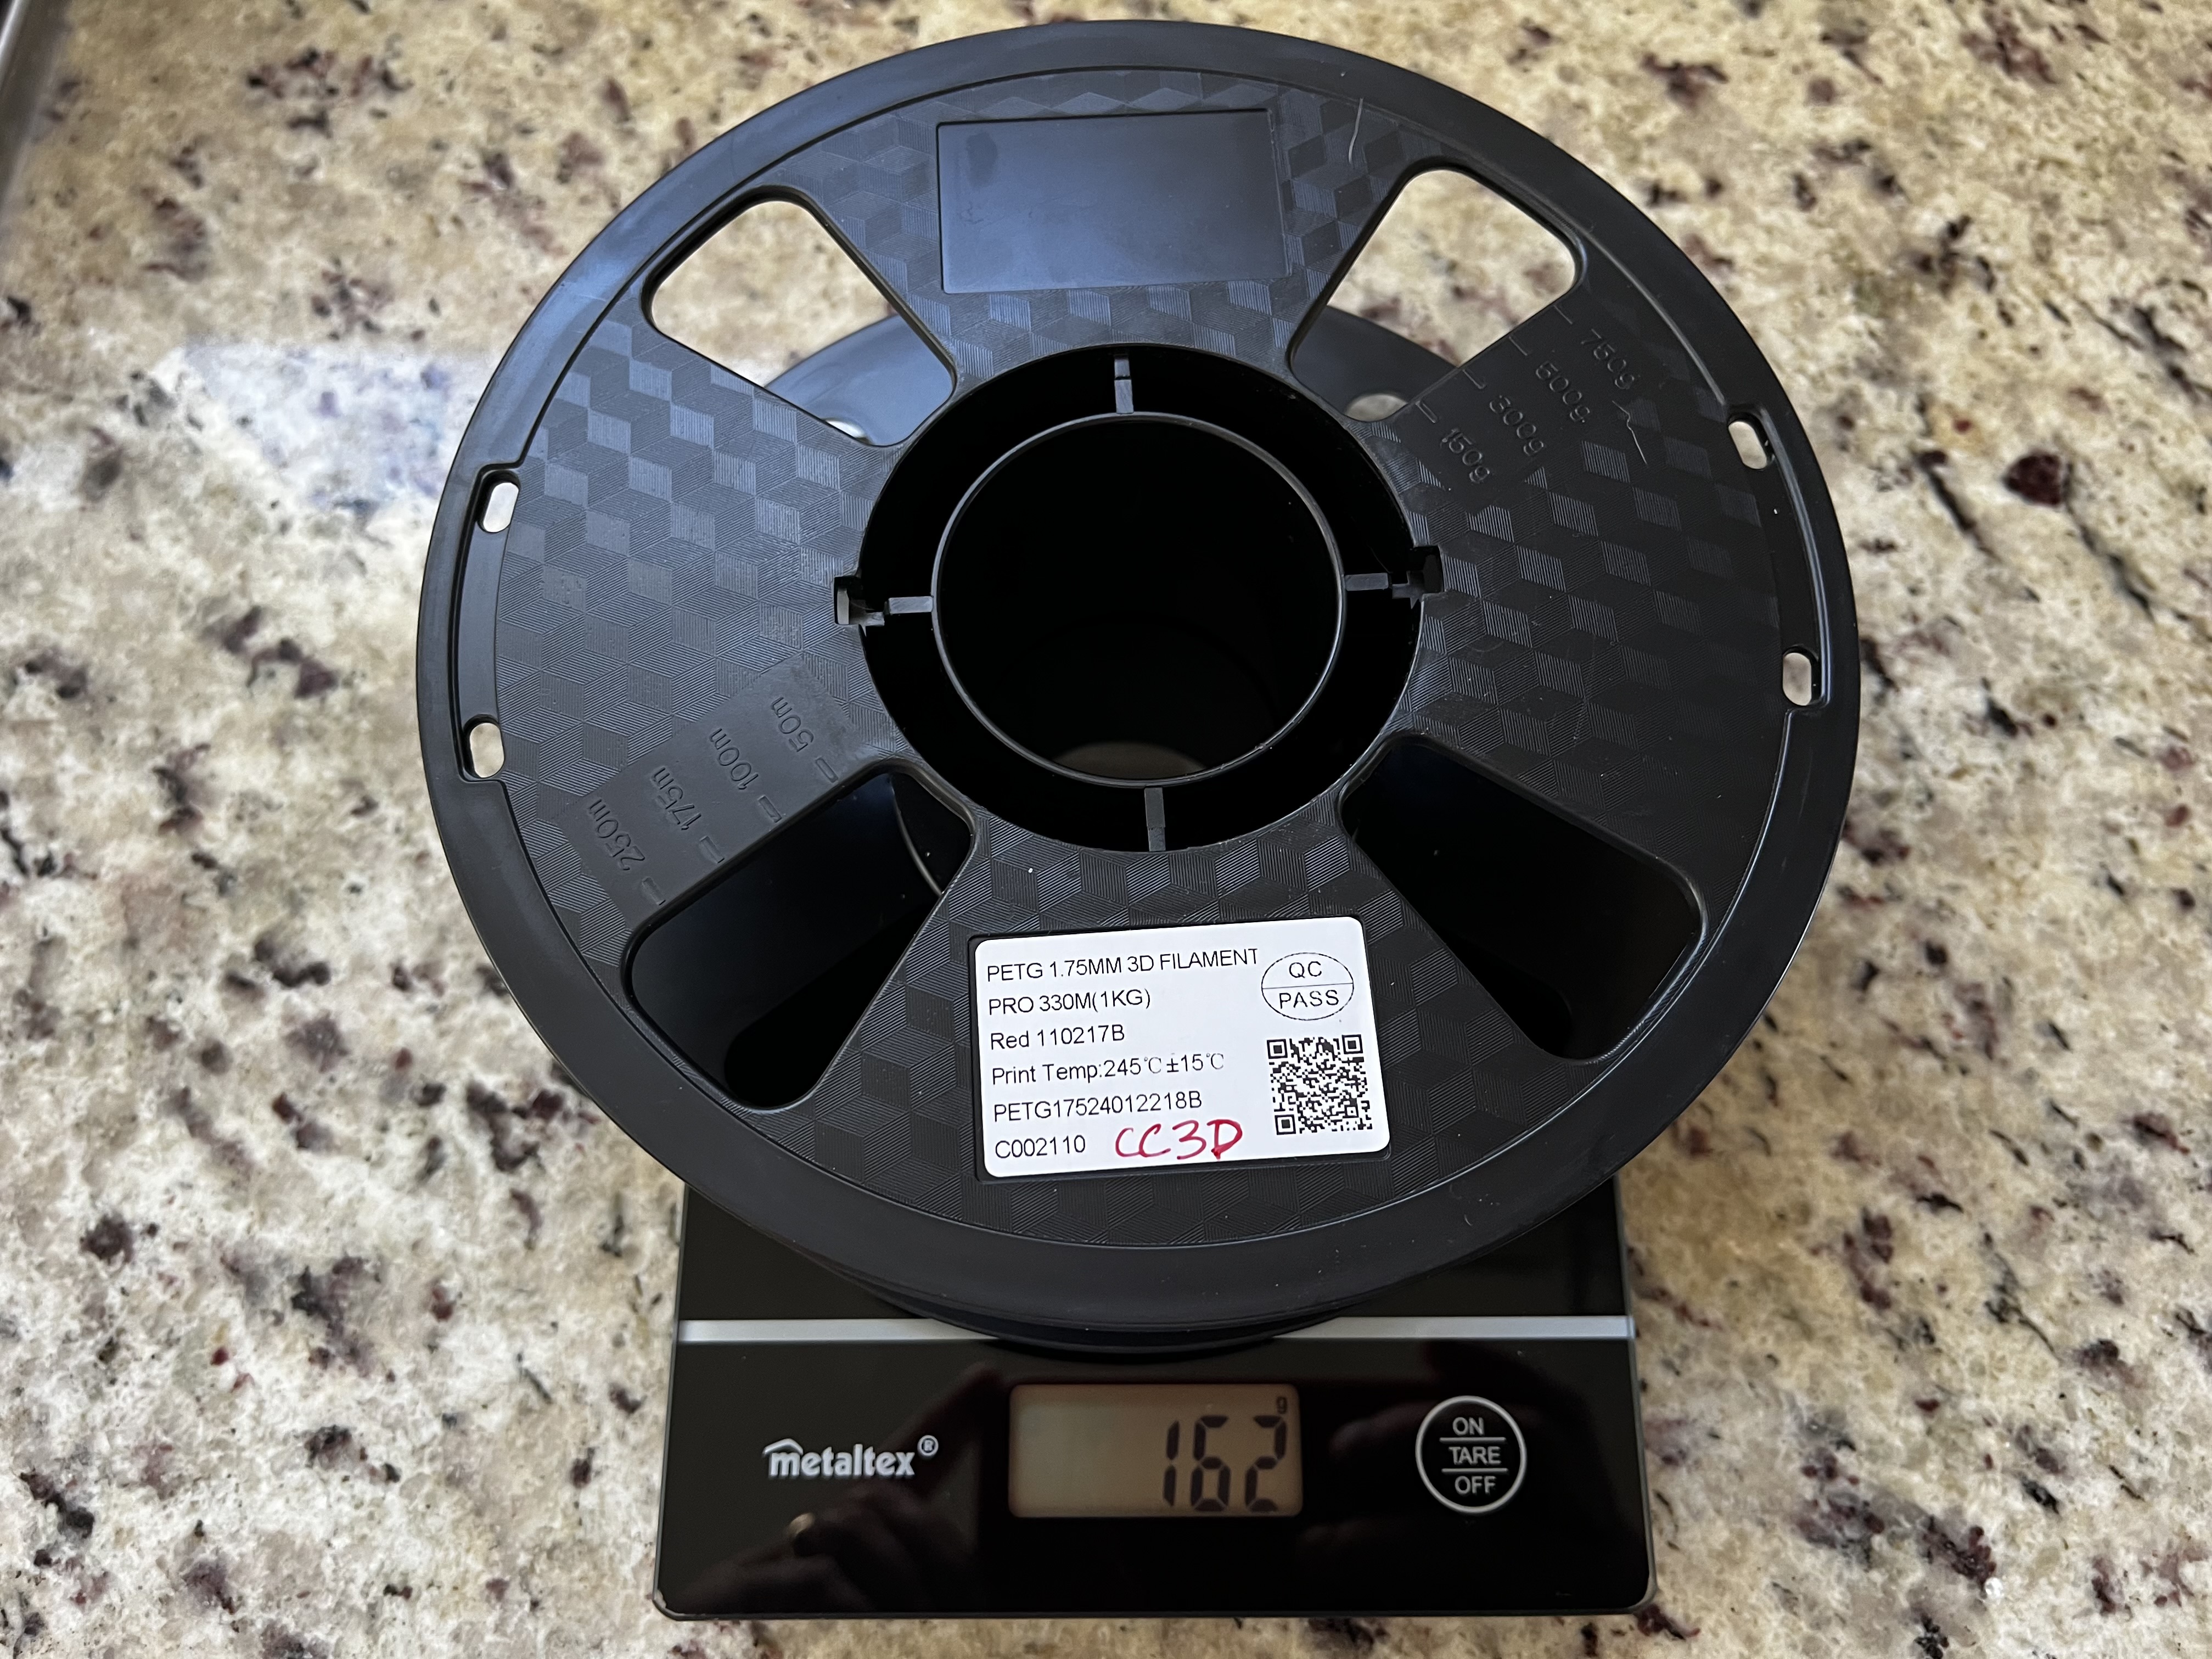 750g
500g
300g
150g
50m
100m
175m
250m
PETG 1.75MM 3D FILAMENT
PRO 330M(1KG)
Red 110217B
Print Temp:245℃±15℃
PETG17524012218B
C002110 CC3D
QC
PASS
metaltex®
162 g
ON
TARE
OFF